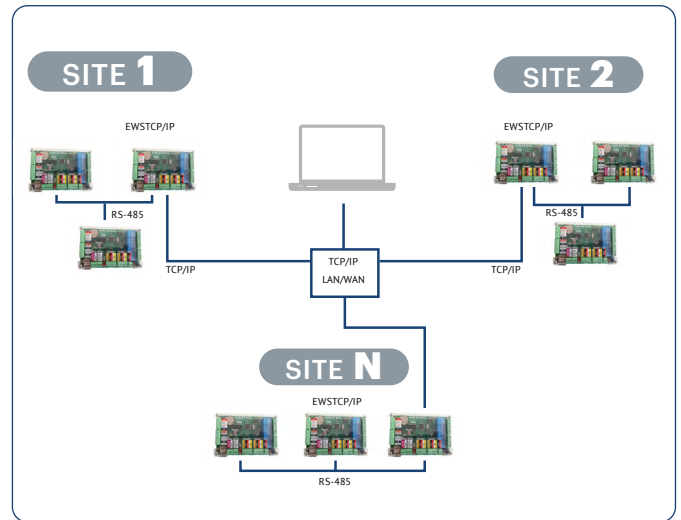 SITE 1
SITE 2
EWSTCP/IP
EWSTCP/IP
RS-485
RS-485
TCP/IP
TCP/IP
LAN/WAN
TCP/IP
SITE N
EWSTCP/IP
RS-485